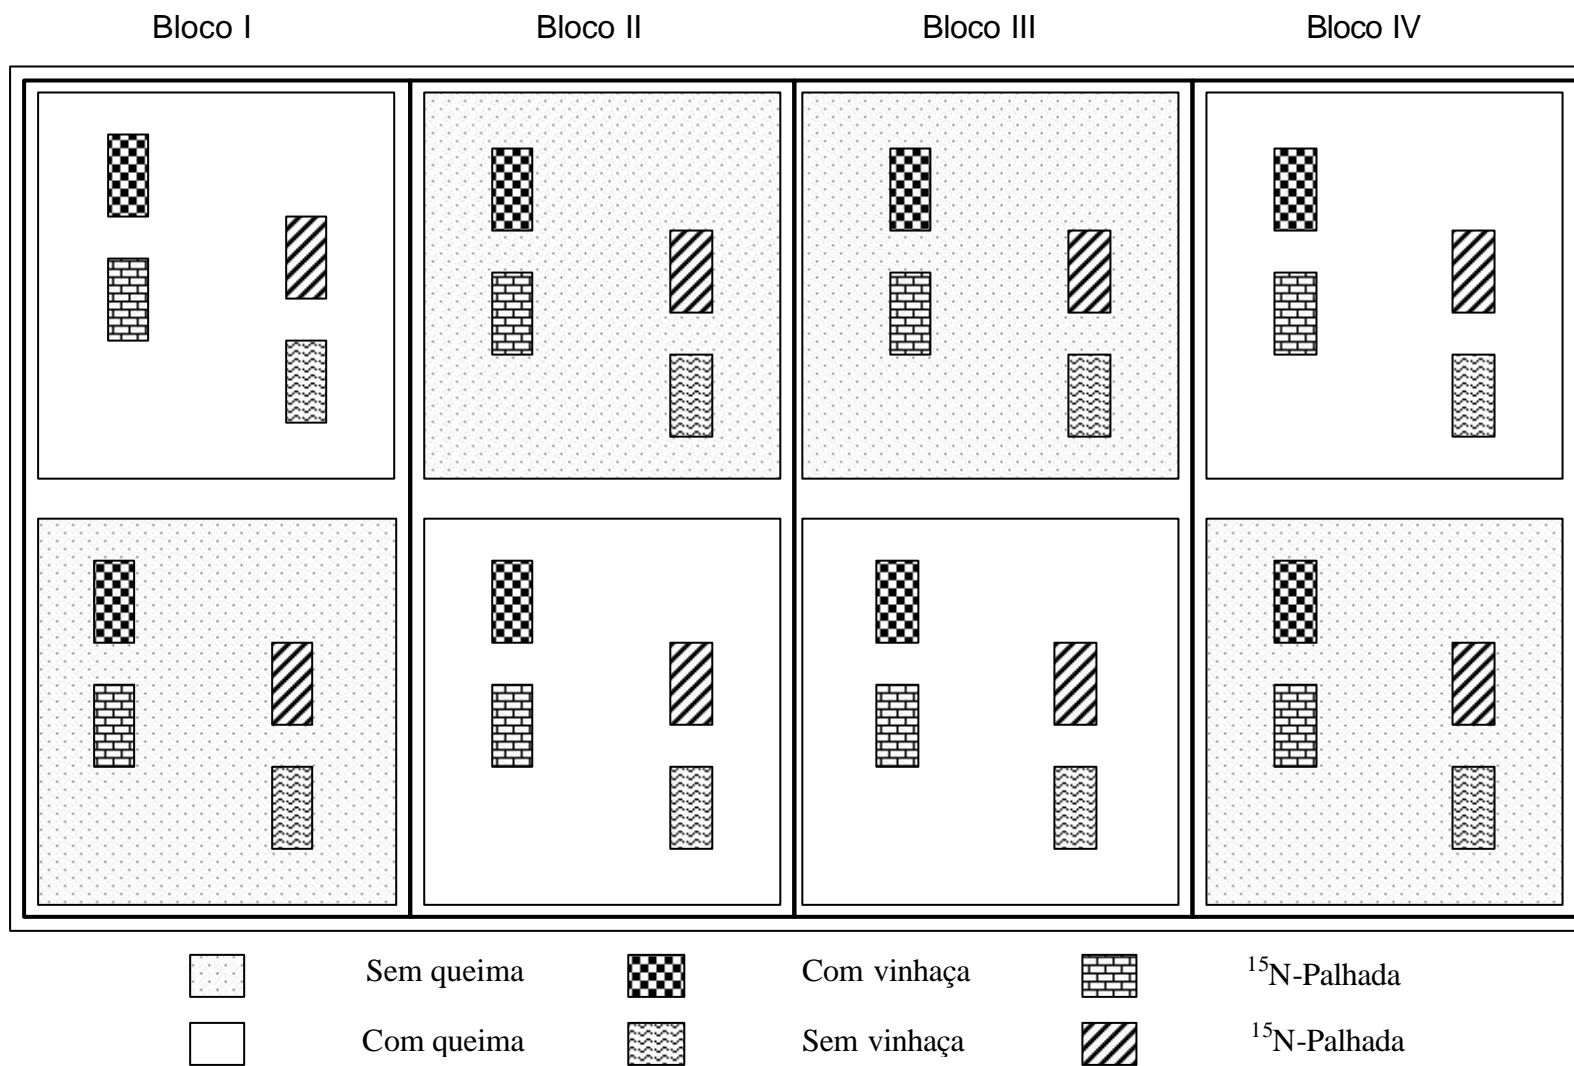 Bloco I Bloco II Bloco III Bloco IV
Sem queima Com vinhaça ¹⁵N-Palhada
Com queima Sem vinhaça ¹⁵N-Palhada